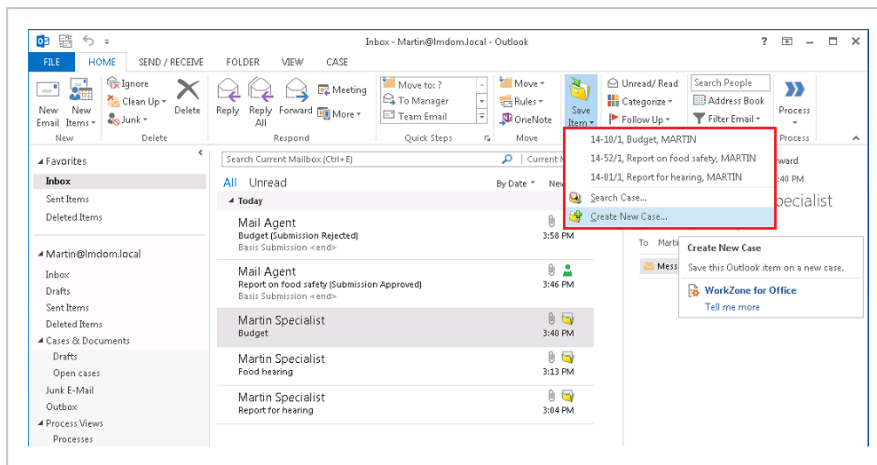 Inbox - Martin@lmdom.local - Outlook
FILE HOME SEND / RECEIVE FOLDER VIEW CASE
New Email
New Items
Ignore
Clean Up
Junk
Delete
Reply
Reply All
Forward
Meeting
More
Move to: ?
To Manager
Team Email
Move
Rules
OneNote
Save Item
Unread/ Read
Categorize
Follow Up
Search People
Address Book
Filter Email
Process
New Delete Respond Quick Steps Move Process
14-10/1, Budget, MARTIN
14-52/1, Report on food safety, MARTIN
14-01/1, Report for hearing, MARTIN
Search Case...
Create New Case...
Favorites
Inbox
Sent Items
Deleted Items
Martin@lmdom.local
Inbox
Drafts
Sent Items
Deleted Items
Cases & Documents
Drafts
Open cases
Junk E-Mail
Outbox
Process Views
Processes
Search Current Mailbox (Ctrl+E)
All Unread By Date
Today
Mail Agent
Budget (Submission Rejected) 3:58 PM
Basis Submission <end>
Mail Agent
Report on food safety (Submission Approved) 3:46 PM
Basis Submission <end>
Martin Specialist
Budget 3:40 PM
Martin Specialist
Food hearing 3:13 PM
Martin Specialist
Report for hearing 3:04 PM
ward
:40 PM
pecialist
To Marti
Mess
Create New Case
Save this Outlook item on a new case.
WorkZone for Office
Tell me more